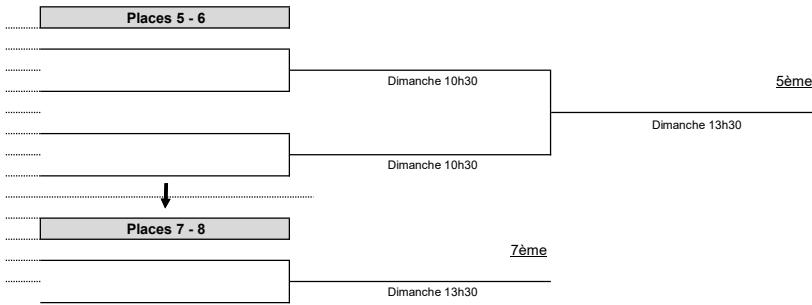 Places 5 - 6
Dimanche 10h30
5ème
Dimanche 13h30
Dimanche 10h30
Places 7 - 8
7ème
Dimanche 13h30